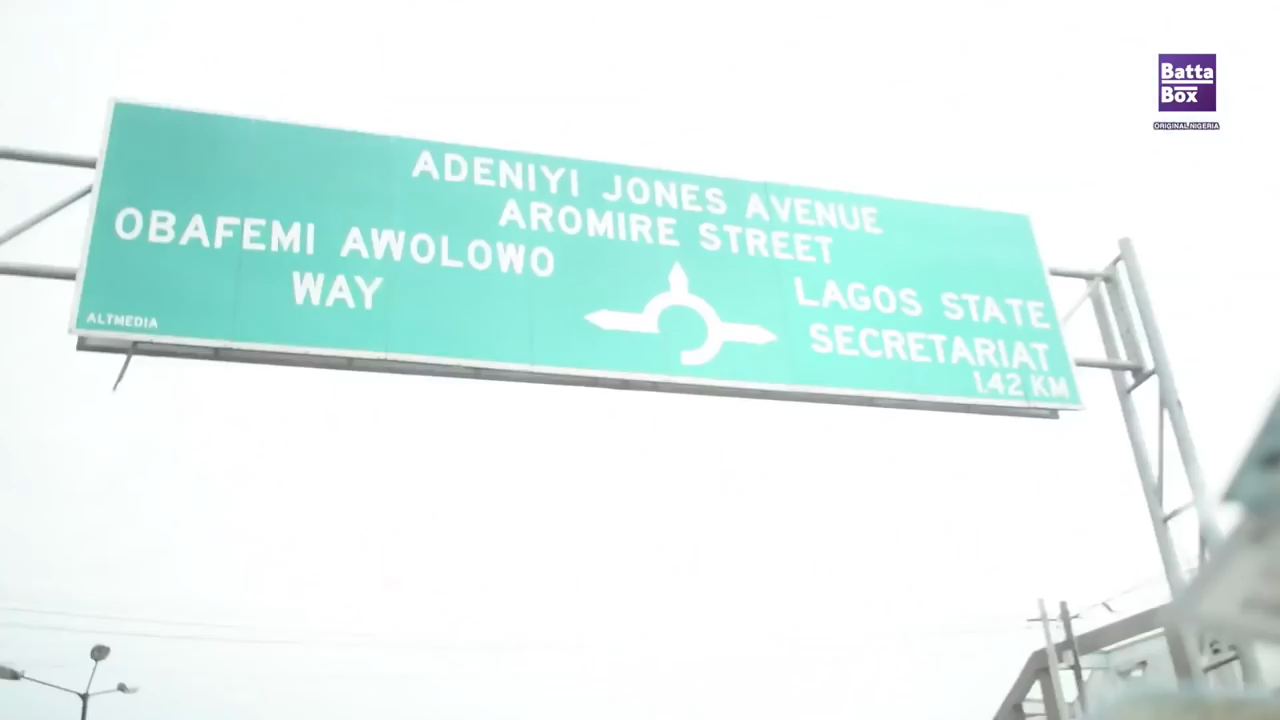 Batta
Box
ORIGINAL NIGERIA
ADENIYI JONES AVENUE
AROMIRE STREET
OBAFEMI AWOLOWO
WAY
LAGOS STATE
SECRETARIAT
1.42 KM
ALTMEDIA